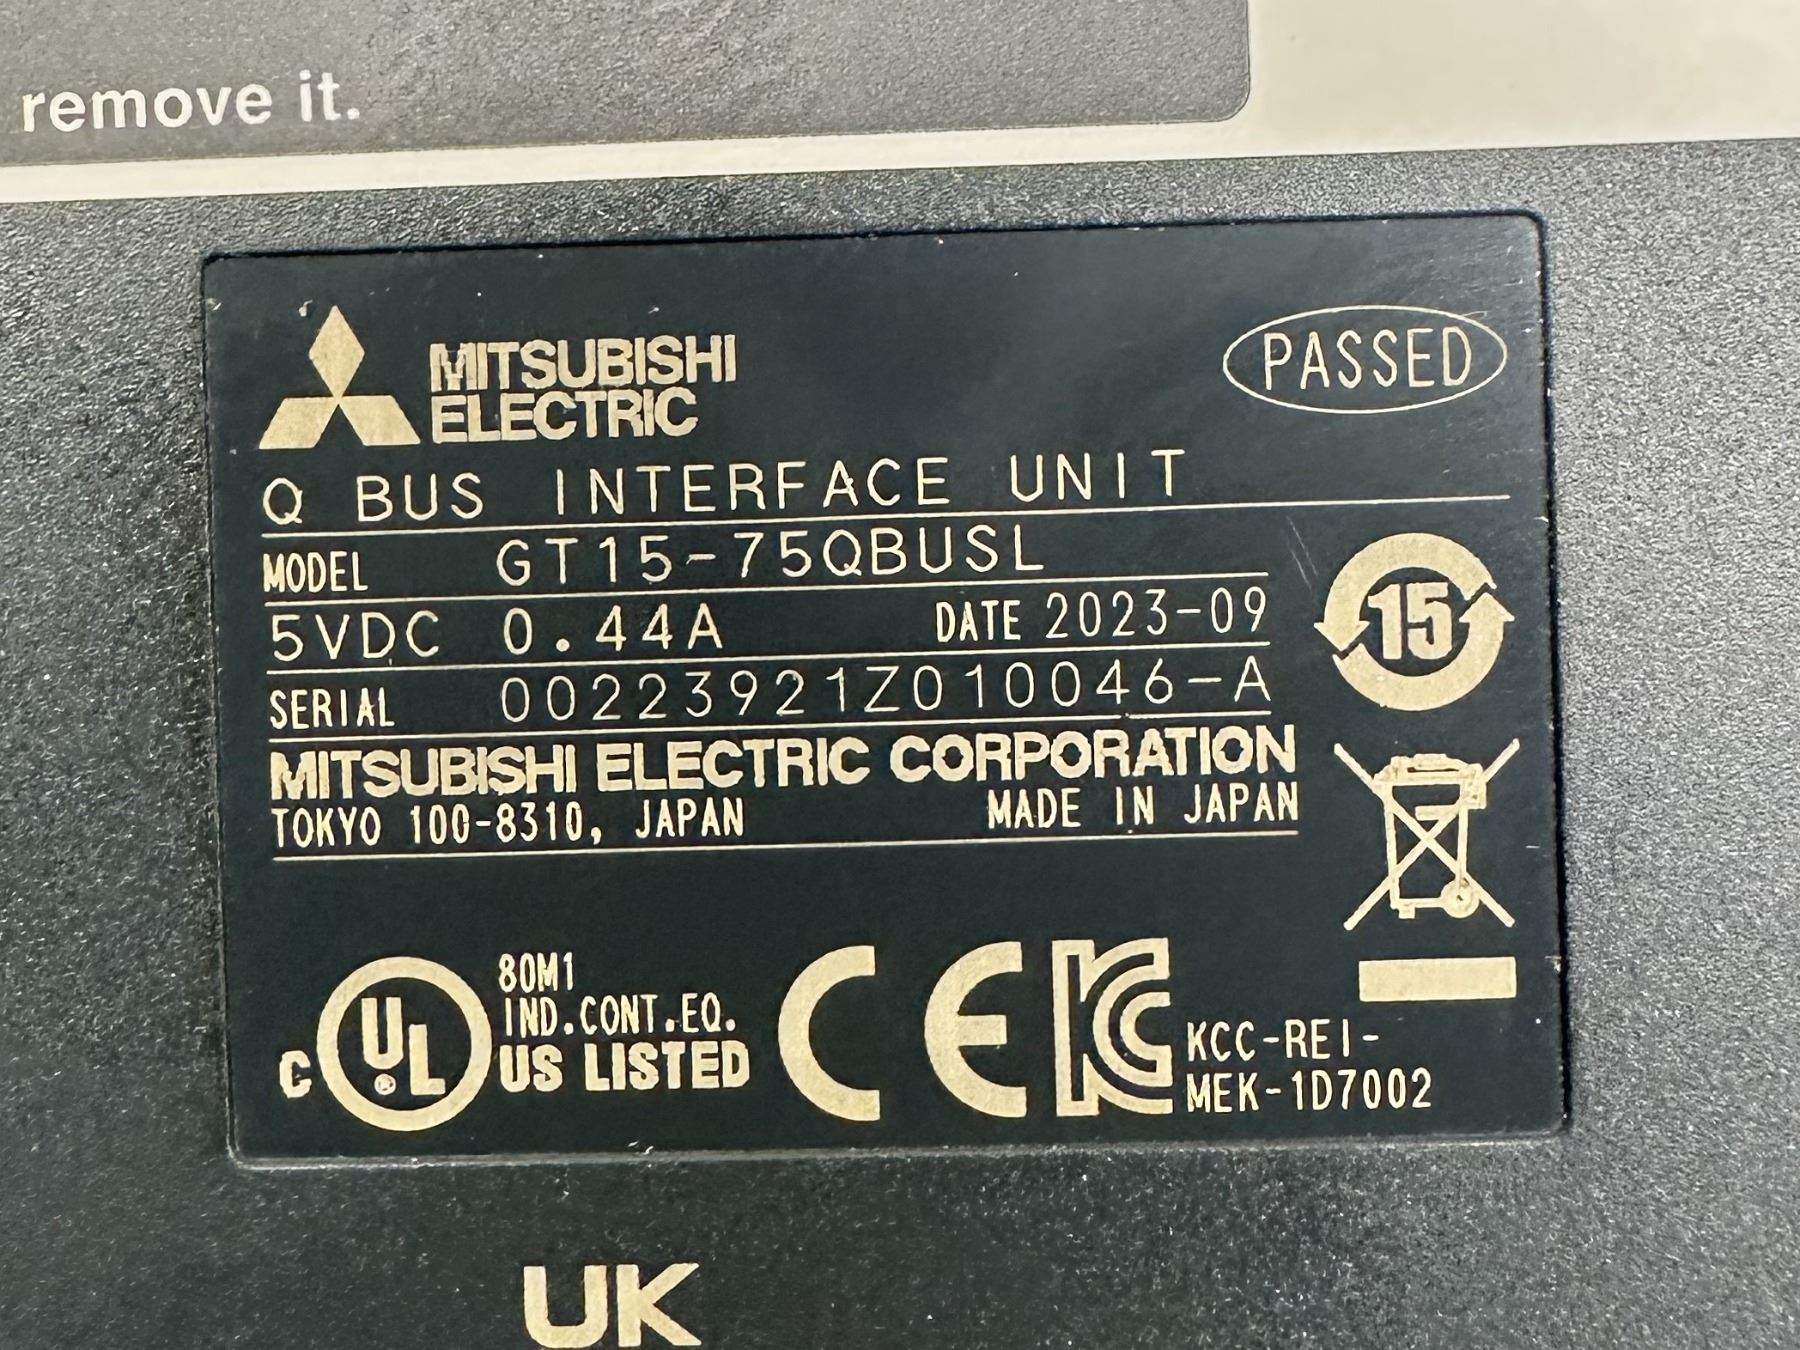 remove it.
MITSUBISHI
ELECTRIC
PASSED
Q BUS INTERFACE UNIT
MODEL GT15-75QBUSL
5VDC 0.44A DATE 2023-09
SERIAL 00223921Z010046-A
15
MITSUBISHI ELECTRIC CORPORATION
TOKYO 100-8310, JAPAN MADE IN JAPAN
C UL ® 80M1
IND.CONT.EQ.
US LISTED
CE
KC
KCC-REI-
MEK-1D7002
UK